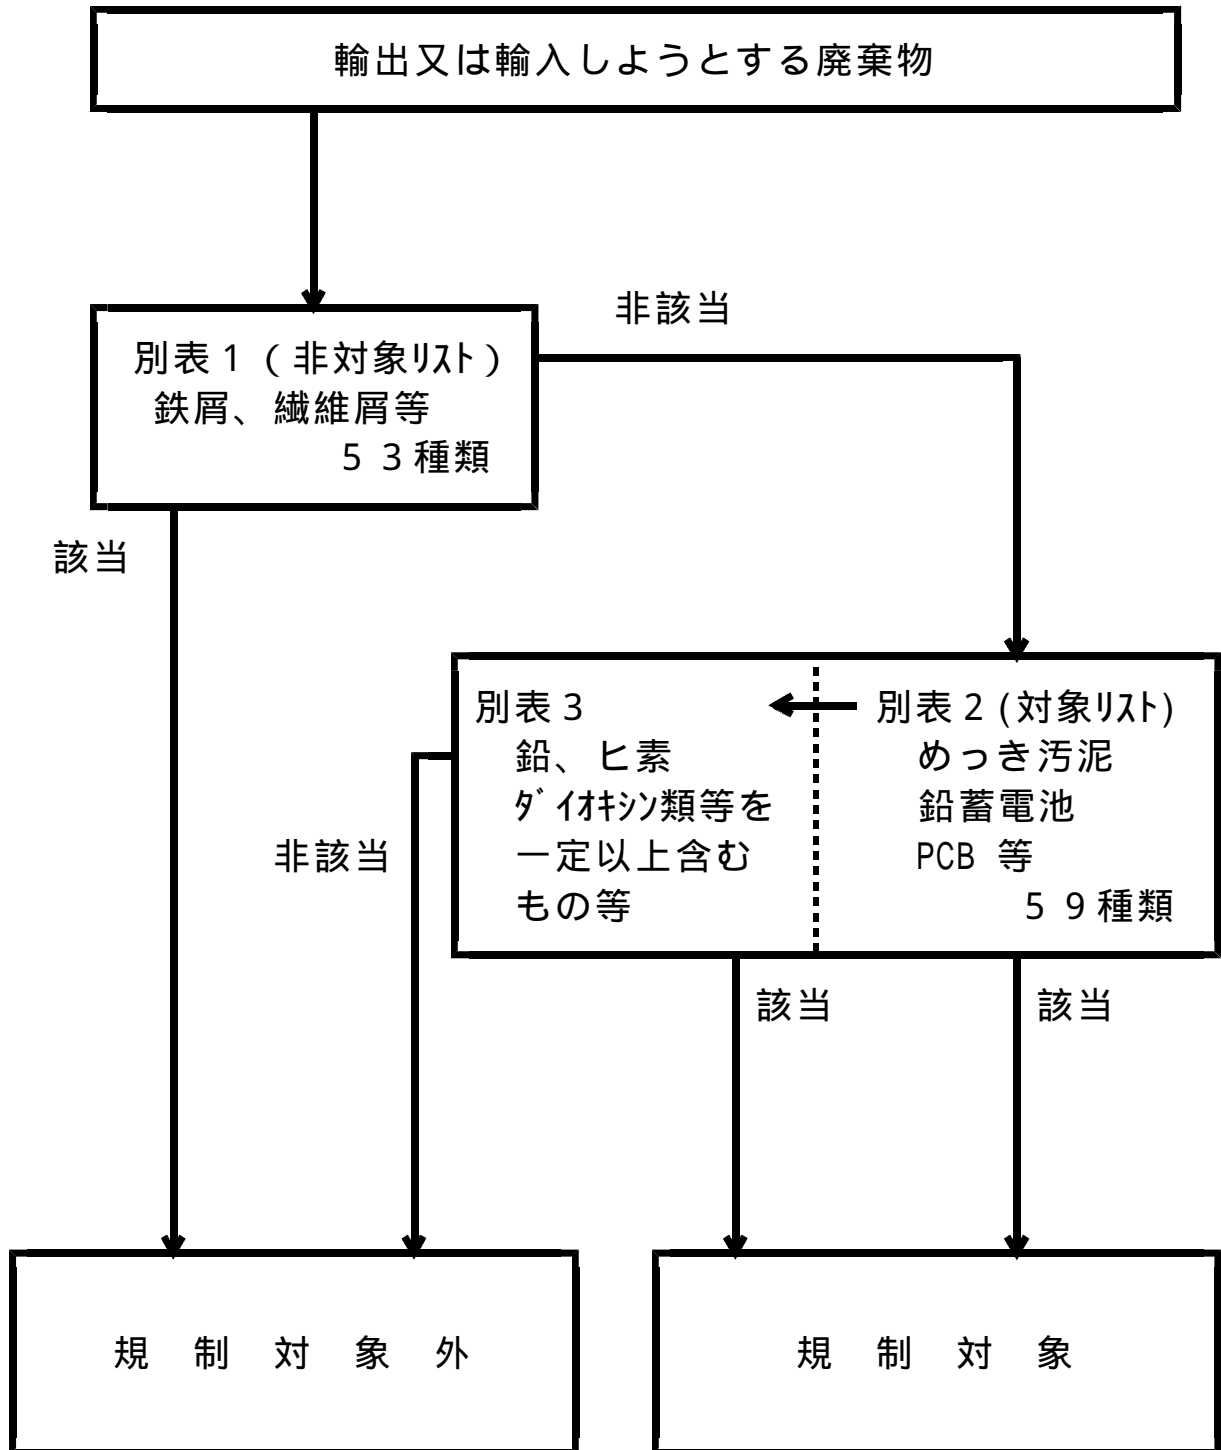 輸出又は輸入しようとする廃棄物
非該当
別表１（非対象ﾘｽﾄ）
鉄屑、繊維屑等
５３種類
該当
別表３
鉛、ヒ素
ﾀﾞｲｵｷｼﾝ類等を
一定以上含む
もの等
別表２(対象ﾘｽﾄ)
めっき汚泥
鉛蓄電池
PCB 等
５９種類
非該当
該当
該当
規 制 対 象 外
規 制 対 象